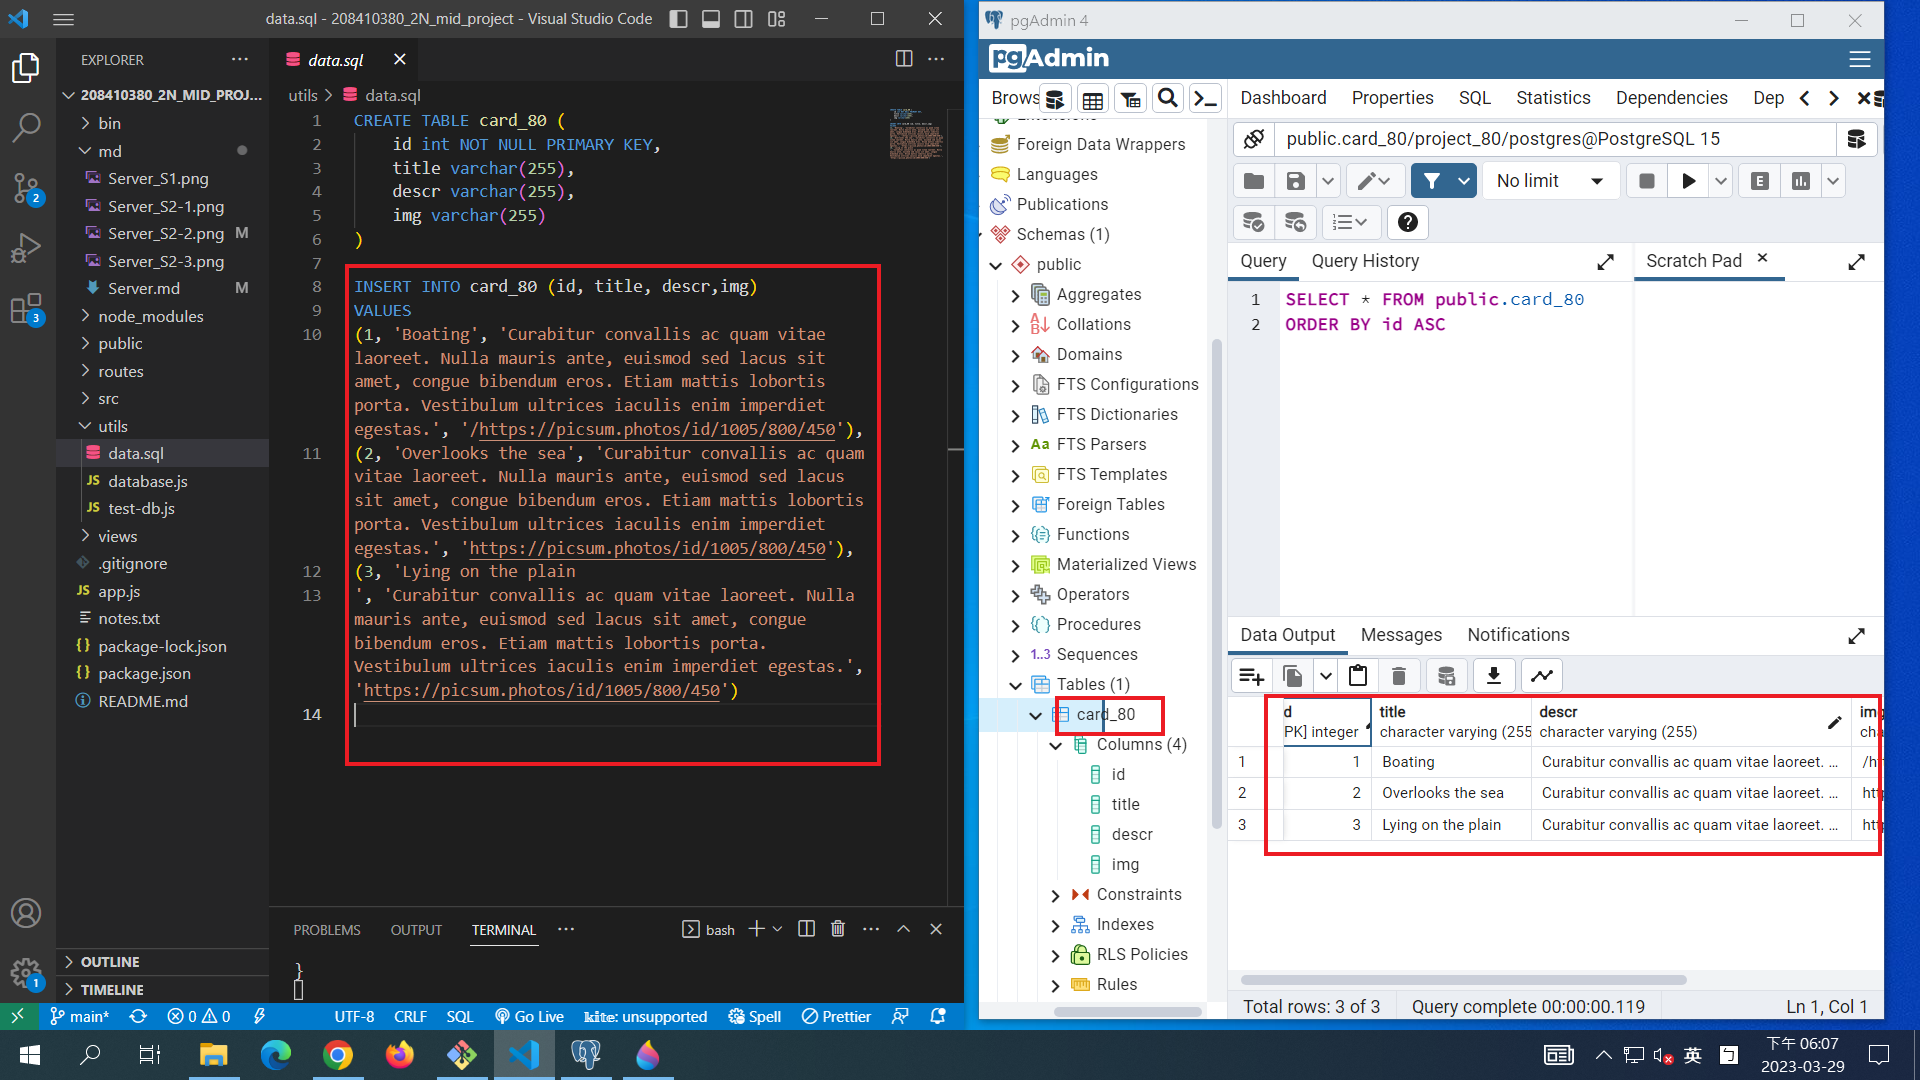 data.sql - 208410380_2N_mid_project - Visual Studio Code
EXPLORER
208410380_2N_MID_PROJ...
bin
md
Server_S1.png
Server_S2-1.png
Server_S2-2.png M
Server_S2-3.png
Server.md M
node_modules
public
routes
src
utils
data.sql
JS database.js
JS test-db.js
views
.gitignore
JS app.js
notes.txt
{} package-lock.json
{} package.json
README.md
OUTLINE
TIMELINE
2
3
1
data.sql
utils > data.sql
1 CREATE TABLE card_80 (
2 id int NOT NULL PRIMARY KEY,
3 title varchar(255),
4 descr varchar(255),
5 img varchar(255)
6 )
7
8 INSERT INTO card_80 (id, title, descr,img)
9 VALUES
10 (1, 'Boating', 'Curabitur convallis ac quam vitae
laoreet. Nulla mauris ante, euismod sed lacus sit
amet, congue bibendum eros. Etiam mattis lobortis
porta. Vestibulum ultrices iaculis enim imperdiet
egestas.', '/https://picsum.photos/id/1005/800/450'),
11 (2, 'Overlooks the sea', 'Curabitur convallis ac quam
vitae laoreet. Nulla mauris ante, euismod sed lacus
sit amet, congue bibendum eros. Etiam mattis lobortis
porta. Vestibulum ultrices iaculis enim imperdiet
egestas.', 'https://picsum.photos/id/1005/800/450'),
12 (3, 'Lying on the plain
13 ', 'Curabitur convallis ac quam vitae laoreet. Nulla
mauris ante, euismod sed lacus sit amet, congue
bibendum eros. Etiam mattis lobortis porta.
Vestibulum ultrices iaculis enim imperdiet egestas.',
'https://picsum.photos/id/1005/800/450')
14
PROBLEMS OUTPUT TERMINAL bash
}
main* 0 0 UTF-8 CRLF SQL Go Live kite: unsupported Spell Prettier
pgAdmin 4
pgAdmin
Brows
Dashboard Properties SQL Statistics Dependencies Dep
Foreign Data Wrappers
Languages
Publications
Schemas (1)
public
Aggregates
Collations
Domains
FTS Configurations
FTS Dictionaries
Aa FTS Parsers
FTS Templates
Foreign Tables
Functions
Materialized Views
Operators
Procedures
1..3 Sequences
Tables (1)
card_80
Columns (4)
id
title
descr
img
Constraints
Indexes
RLS Policies
Rules
public.card_80/project_80/postgres@PostgreSQL 15
No limit
E
Query Query History Scratch Pad
1 SELECT * FROM public.card_80
2 ORDER BY id ASC
Data Output Messages Notifications
d title descr img
PK] integer character varying (255 character varying (255) cha
1 1 Boating Curabitur convallis ac quam vitae laoreet. ... /ht
2 2 Overlooks the sea Curabitur convallis ac quam vitae laoreet. ... htt
3 3 Lying on the plain Curabitur convallis ac quam vitae laoreet. ... htt
Total rows: 3 of 3 Query complete 00:00:00.119 Ln 1, Col 1
英 ㄅ 下午 06:07
2023-03-29